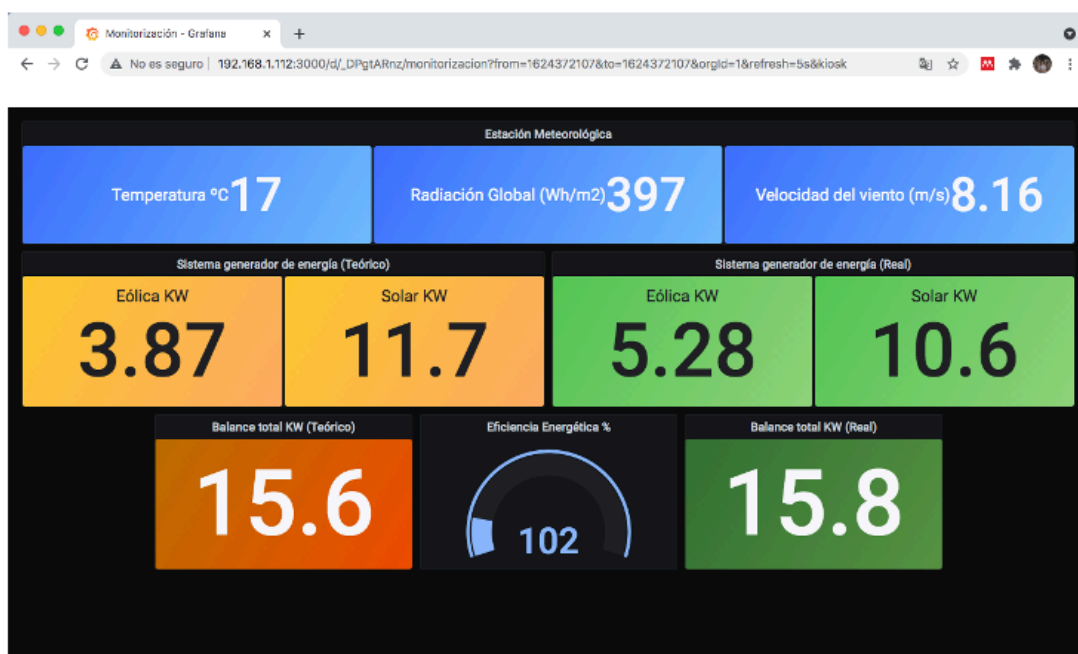 Monitorización - Grafana
No es seguro | 192.168.1.112:3000/d/_DPgtARnz/monitorizacion?from=1624372107&to=1624372107&orgId=1&refresh=5s&kiosk
Estación Meteorológica
Temperatura ºC 17
Radiación Global (Wh/m2) 397
Velocidad del viento (m/s) 8.16
Sistema generador de energía (Teórico)
Sistema generador de energía (Real)
Eólica KW
Solar KW
Eólica KW
Solar KW
3.87
11.7
5.28
10.6
Balance total KW (Teórico)
Eficiencia Energética %
Balance total KW (Real)
15.6
102
15.8